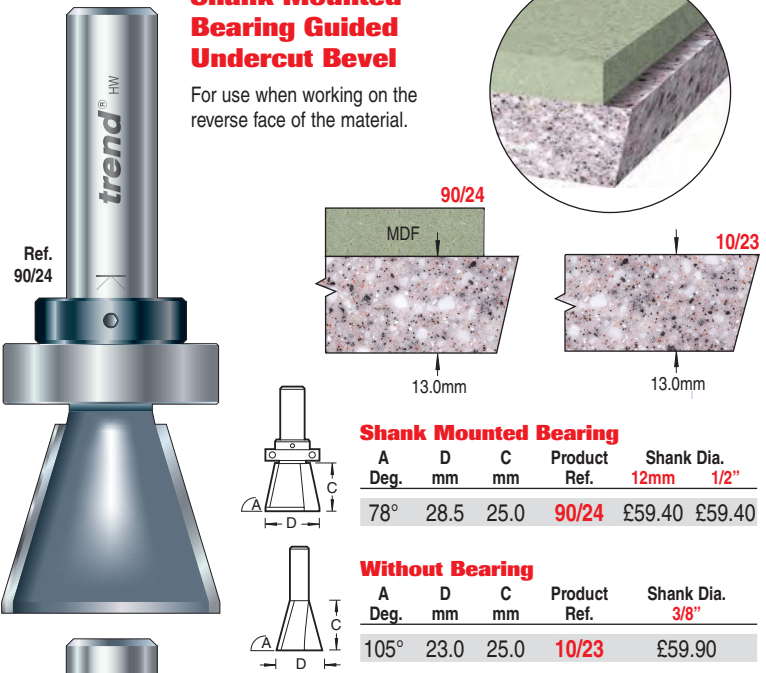 Shank Mounted
Bearing Guided
Undercut Bevel
For use when working on the
reverse face of the material.
trend® HW
Ref.
90/24
90/24
MDF
10/23
13.0mm
13.0mm
Shank Mounted Bearing
A D C Product Shank Dia.
Deg. mm mm Ref. 12mm 1/2”
78° 28.5 25.0 90/24 £59.40 £59.40
C
A
D
Without Bearing
A D C Product Shank Dia.
Deg. mm mm Ref. 3/8”
105° 23.0 25.0 10/23 £59.90
C
A
D